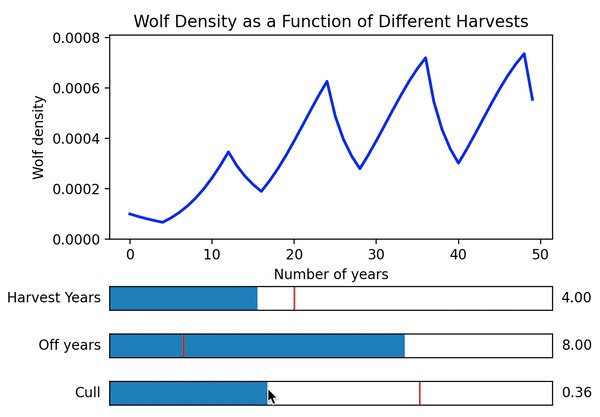 Wolf Density as a Function of Different Harvests
0.0008
0.0006
0.0004
0.0002
0.0000
Wolf density
0 10 20 30 40 50
Number of years
Harvest Years 4.00
Off years 8.00
Cull 0.36